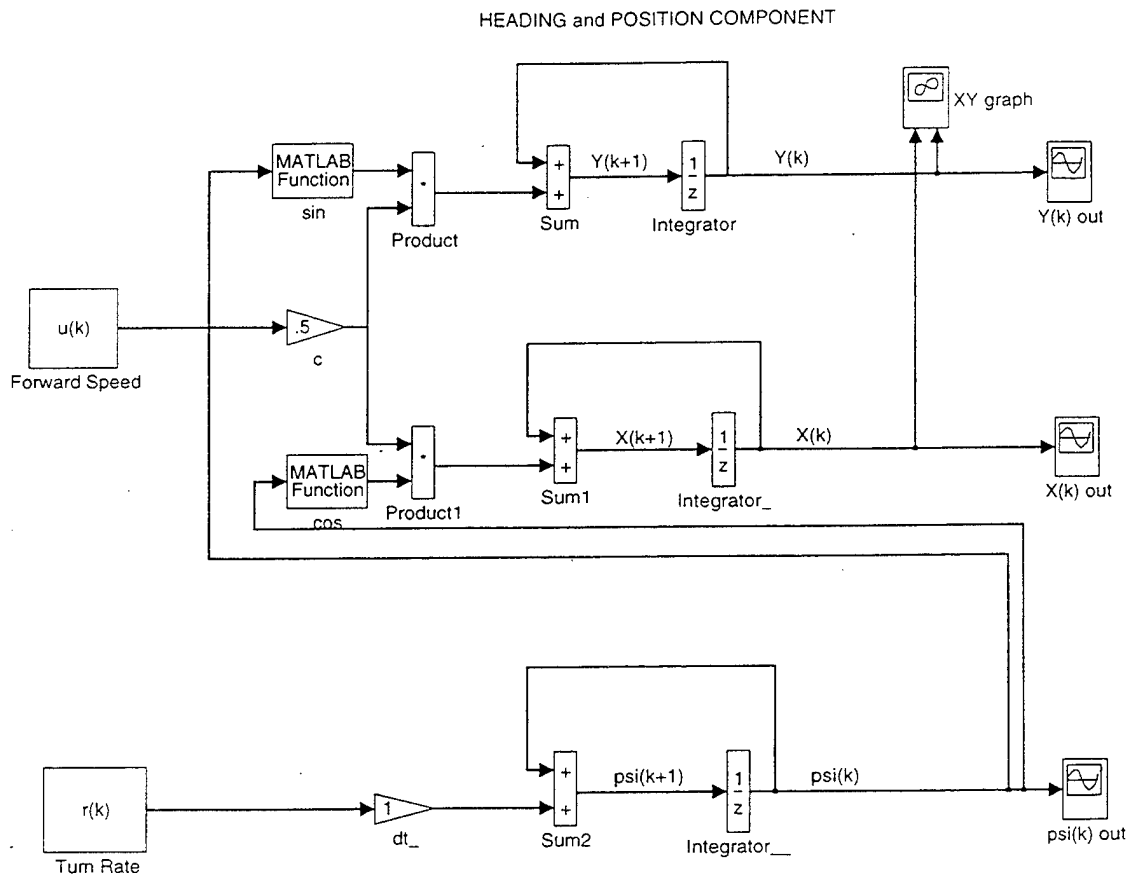 HEADING and POSITION COMPONENT
XY graph
MATLAB
Function
sin
Product
+
+
Sum
Y(k+1)
1
z
Integrator
Y(k)
Y(k) out
u(k)
Forward Speed
.5
c
MATLAB
Function
cos
Product1
+
+
Sum1
X(k+1)
1
z
Integrator_
X(k)
X(k) out
r(k)
Turn Rate
1
dt_
+
+
Sum2
psi(k+1)
1
z
Integrator__
psi(k)
psi(k) out